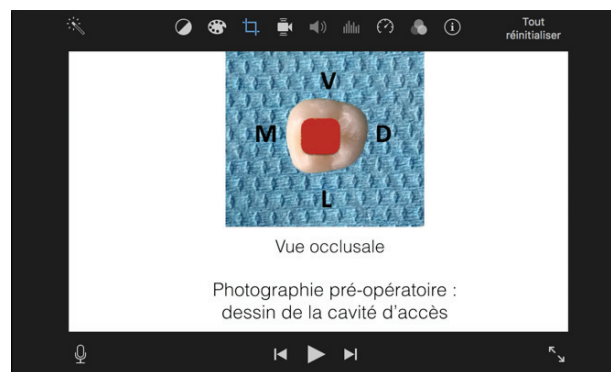 Tout
réinitialiser
V
M D
L
Vue occlusale
Photographie pré-opératoire :
dessin de la cavité d'accès